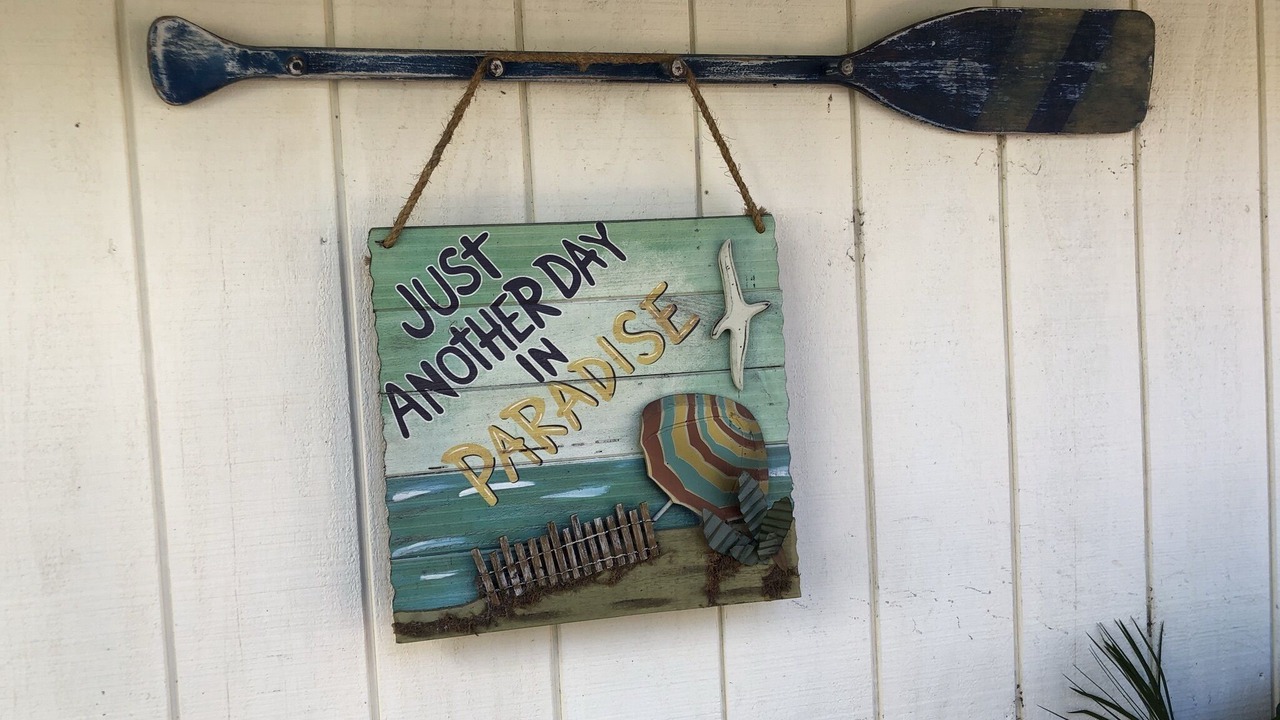 JUST
ANOTHER DAY
IN
PARADISE